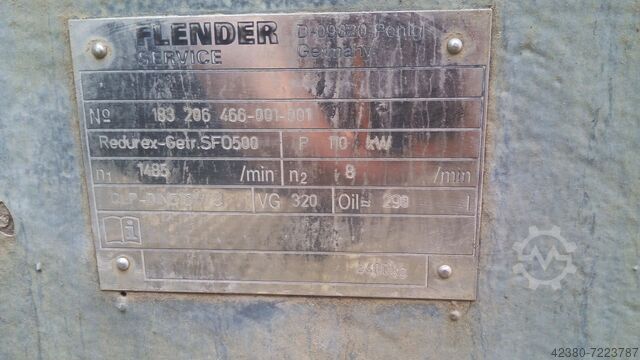 FLENDER D-09320 Penig
SERVICE Germany
Nº 183 206 466-001-001
Redurex-Getr.SFO500 P 110 kW
n1 1485 /min n2 8 /min
VG 320 Oil≈ 290 l
i
42380-7223787